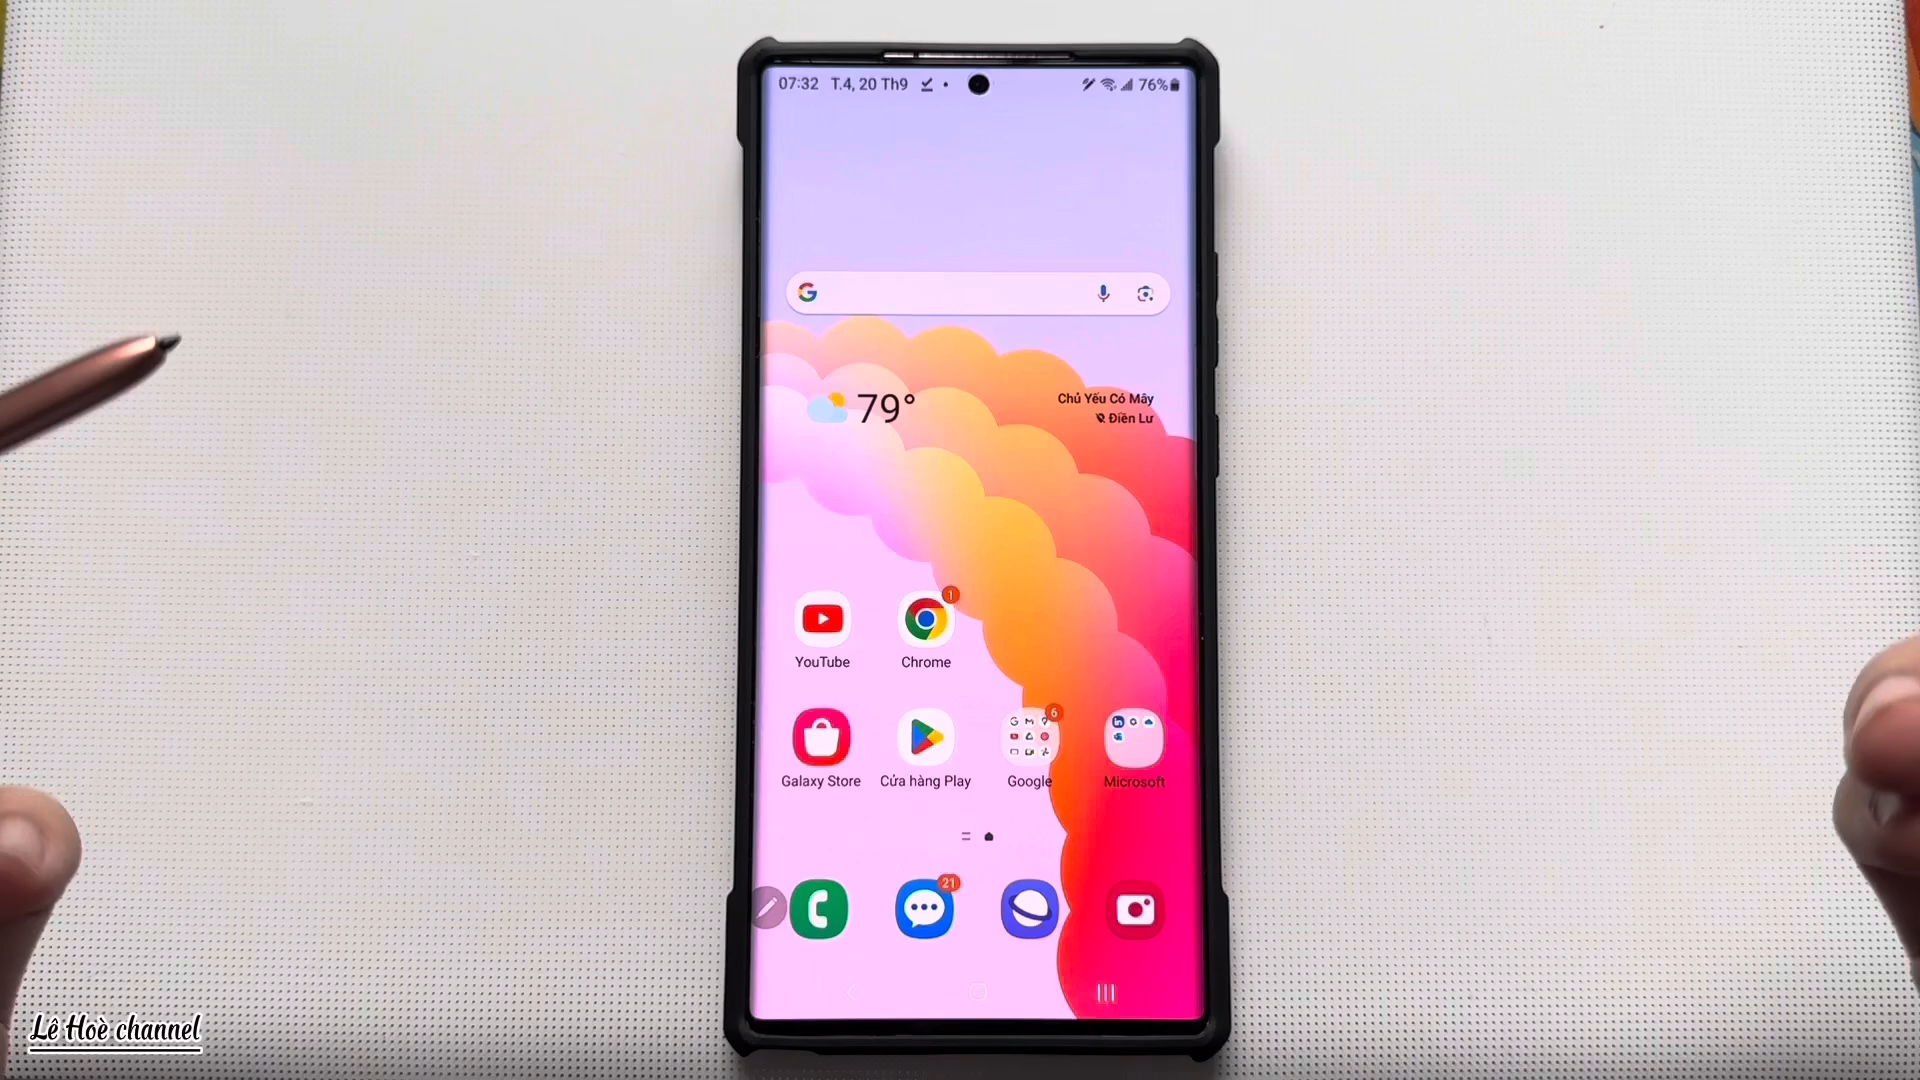 07:32 T.4, 20 Th9
76%
79°
Chủ Yếu Có Mây
Điền Lư
1
YouTube
Chrome
6
Galaxy Store
Cửa hàng Play
Google
Microsoft
21
Lê Hoè channel